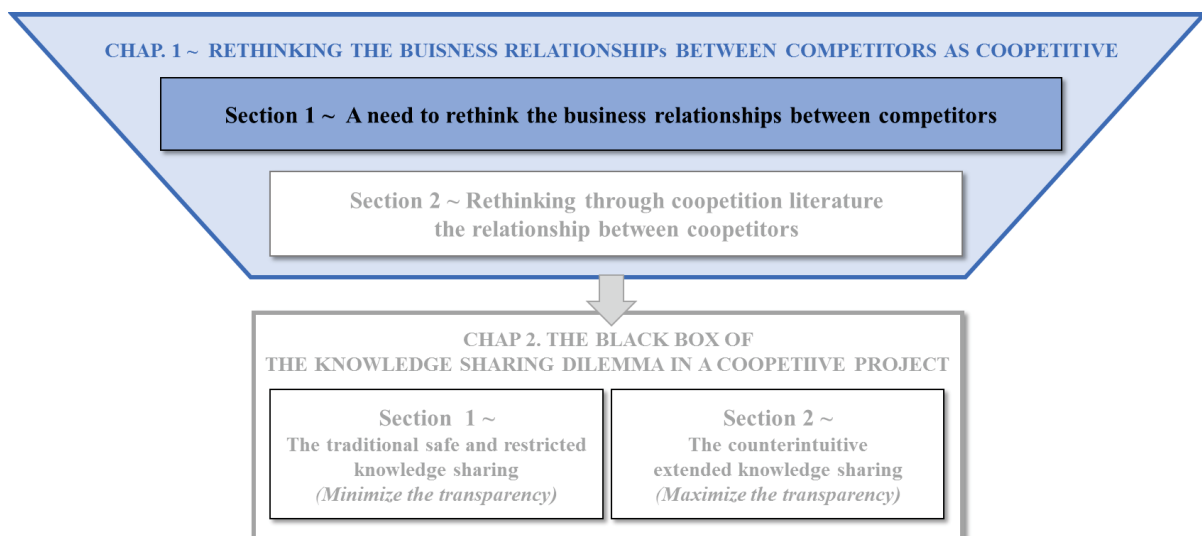 CHAP. 1 ~ RETHINKING THE BUISNESS RELATIONSHIPs BETWEEN COMPETITORS AS COOPETITIVE
Section 1 ~ A need to rethink the business relationships between competitors
Section 2 ~ Rethinking through coopetition literature
the relationship between coopetitors
CHAP 2. THE BLACK BOX OF
THE KNOWLEDGE SHARING DILEMMA IN A COOPETIIVE PROJECT
Section 1 ~
The traditional safe and restricted
knowledge sharing
(Minimize the transparency)
Section 2 ~
The counterintuitive
extended knowledge sharing
(Maximize the transparency)